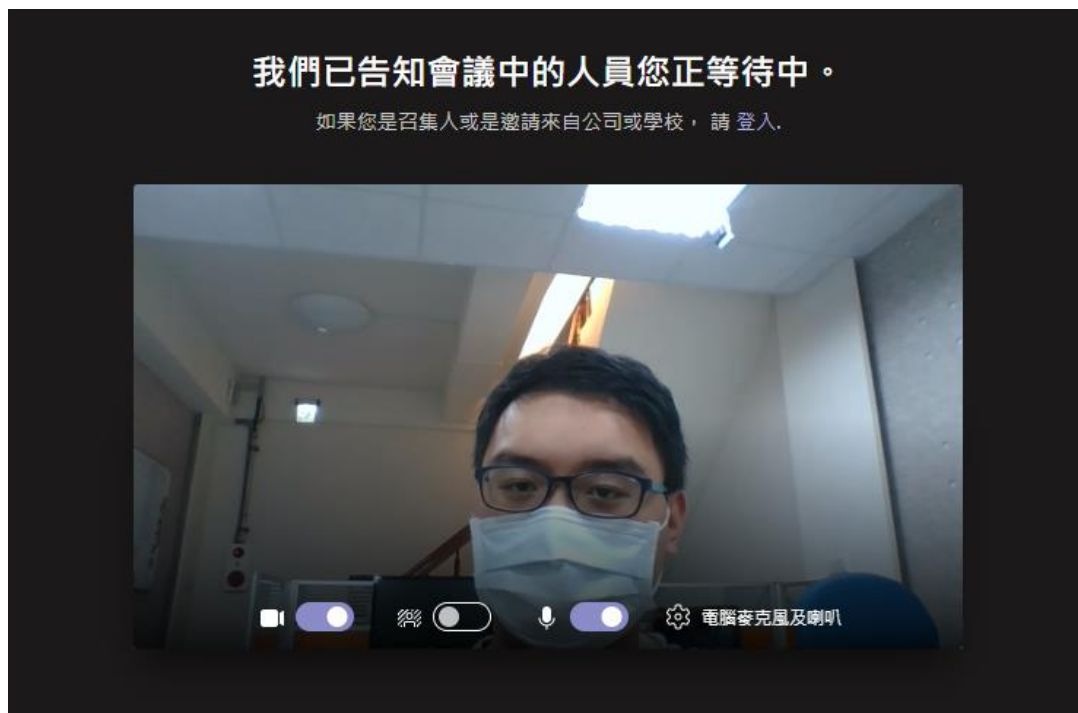 我們已告知會議中的人員您正等待中。
如果您是召集人或是邀請來自公司或學校， 請 登入.
電腦麥克風及喇叭